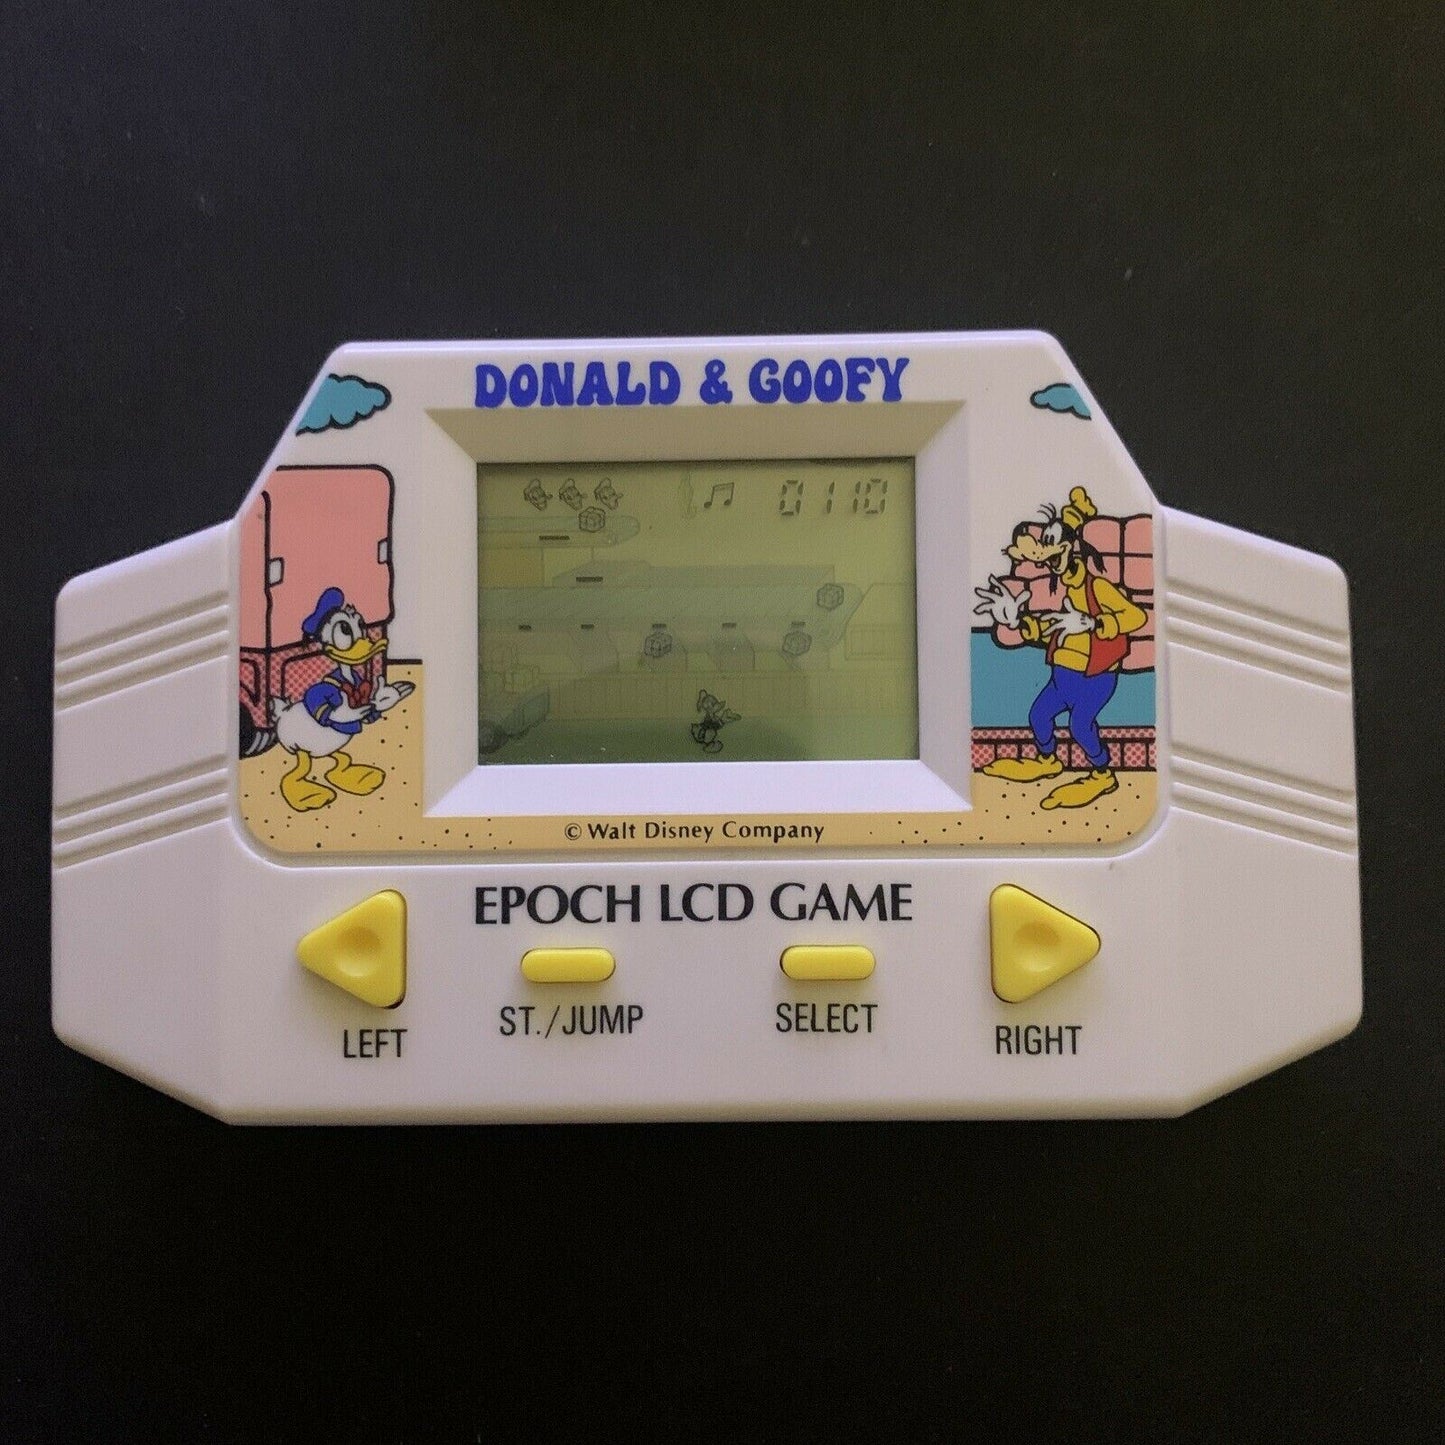 DONALD & GOOFY
0110
© Walt Disney Company
EPOCH LCD GAME
LEFT
ST./JUMP
SELECT
RIGHT